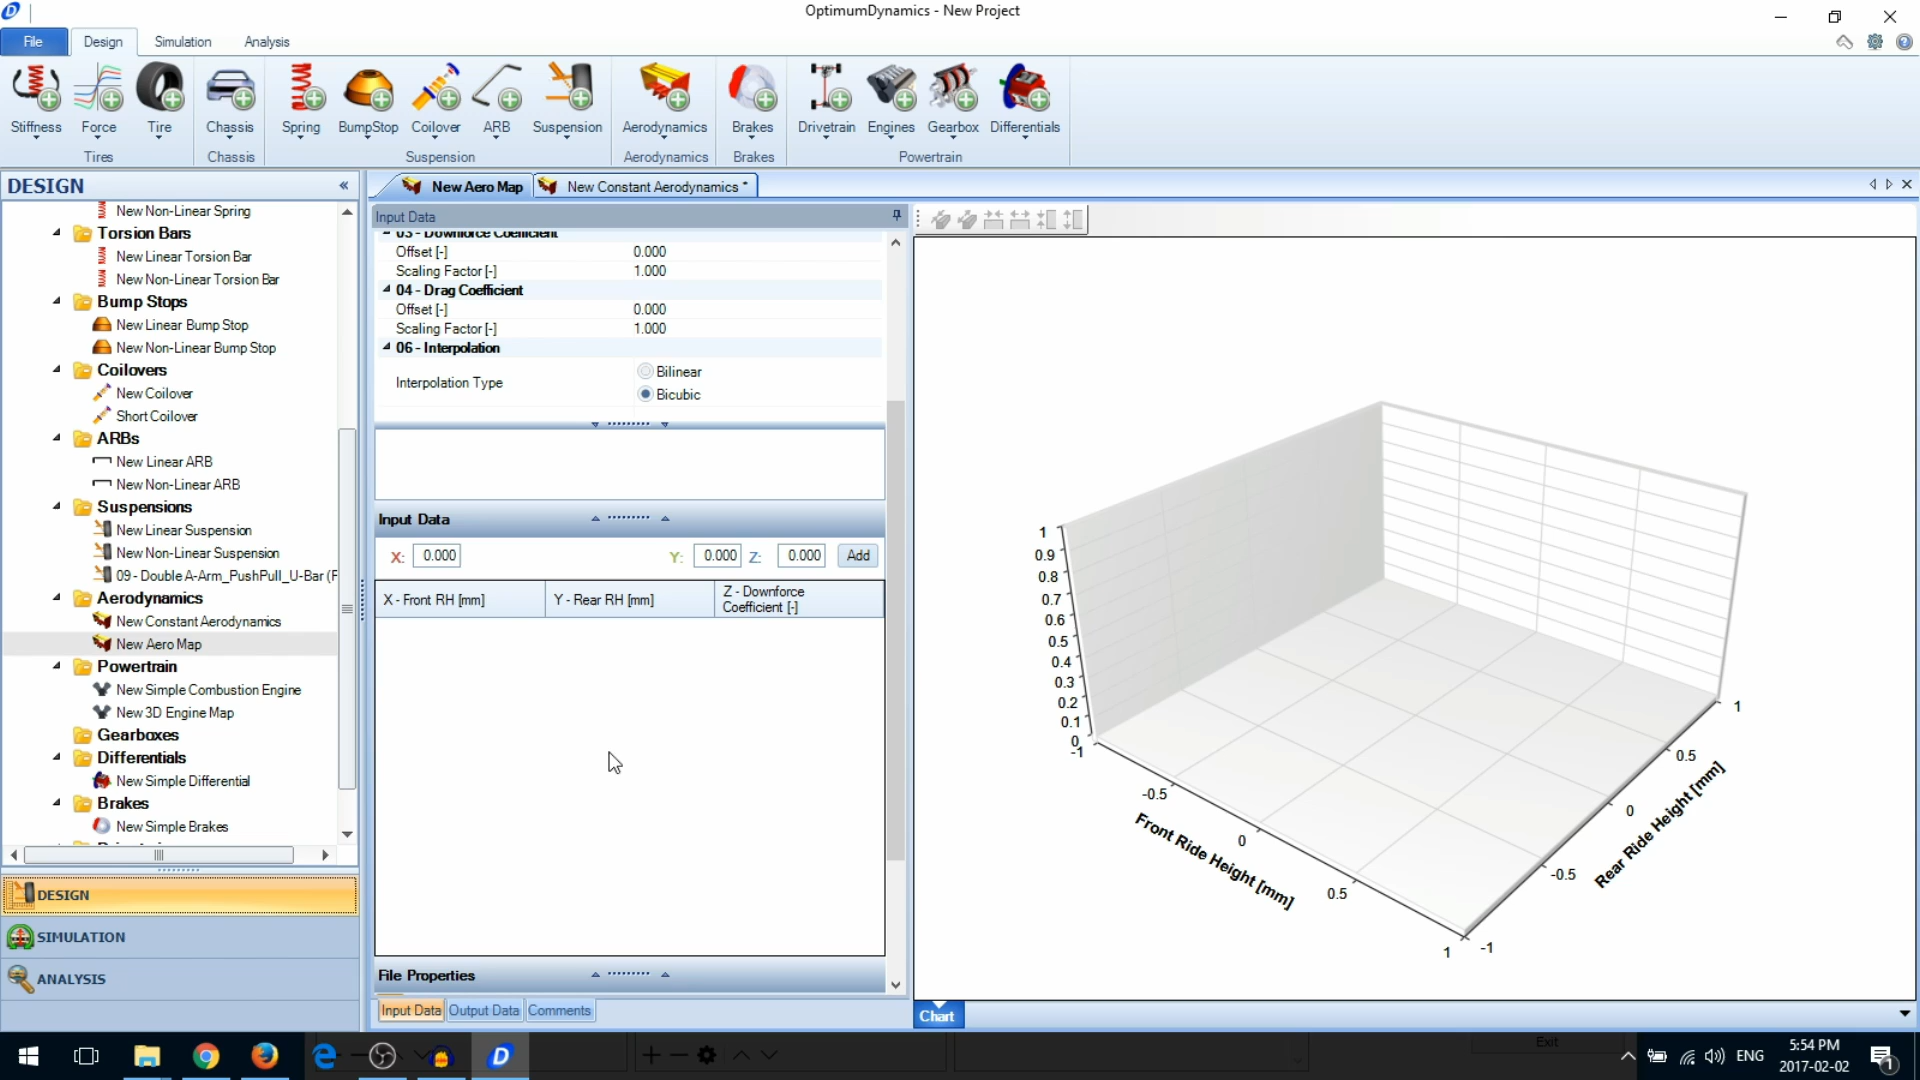 OptimumDynamics - New Project
File
Design
Simulation
Analysis
Stiffness
Force
Tire
Chassis
Spring
BumpStop
Coilover
ARB
Suspension
Aerodynamics
Brakes
Drivetrain
Engines
Gearbox
Differentials
Tires
Chassis
Suspension
Aerodynamics
Brakes
Powertrain
DESIGN
New Non-Linear Spring
Torsion Bars
New Linear Torsion Bar
New Non-Linear Torsion Bar
Bump Stops
New Linear Bump Stop
New Non-Linear Bump Stop
Coilovers
New Coilover
Short Coilover
ARBs
New Linear ARB
New Non-Linear ARB
Suspensions
New Linear Suspension
New Non-Linear Suspension
09 - Double A-Arm_PushPull_U-Bar (F
Aerodynamics
New Constant Aerodynamics
New Aero Map
Powertrain
New Simple Combustion Engine
New 3D Engine Map
Gearboxes
Differentials
New Simple Differential
Brakes
New Simple Brakes
DESIGN
SIMULATION
ANALYSIS
New Aero Map
New Constant Aerodynamics *
Input Data
03 - Downforce Coefficient
Offset [-] 0.000
Scaling Factor [-] 1.000
04 - Drag Coefficient
Offset [-] 0.000
Scaling Factor [-] 1.000
06 - Interpolation
Interpolation Type
Bilinear
Bicubic
Input Data
X: 0.000 Y: 0.000 Z: 0.000 Add
X - Front RH [mm]
Y - Rear RH [mm]
Z - Downforce
Coefficient [-]
File Properties
Input Data
Output Data
Comments
1
0.9
0.8
0.7
0.6
0.5
0.4
0.3
0.2
0.1
0
-1
-0.5
0
0.5
1
Front Ride Height [mm]
-1
-0.5
0
0.5
1
Rear Ride Height [mm]
Chart
Exit
ENG
5:54 PM
2017-02-02
1